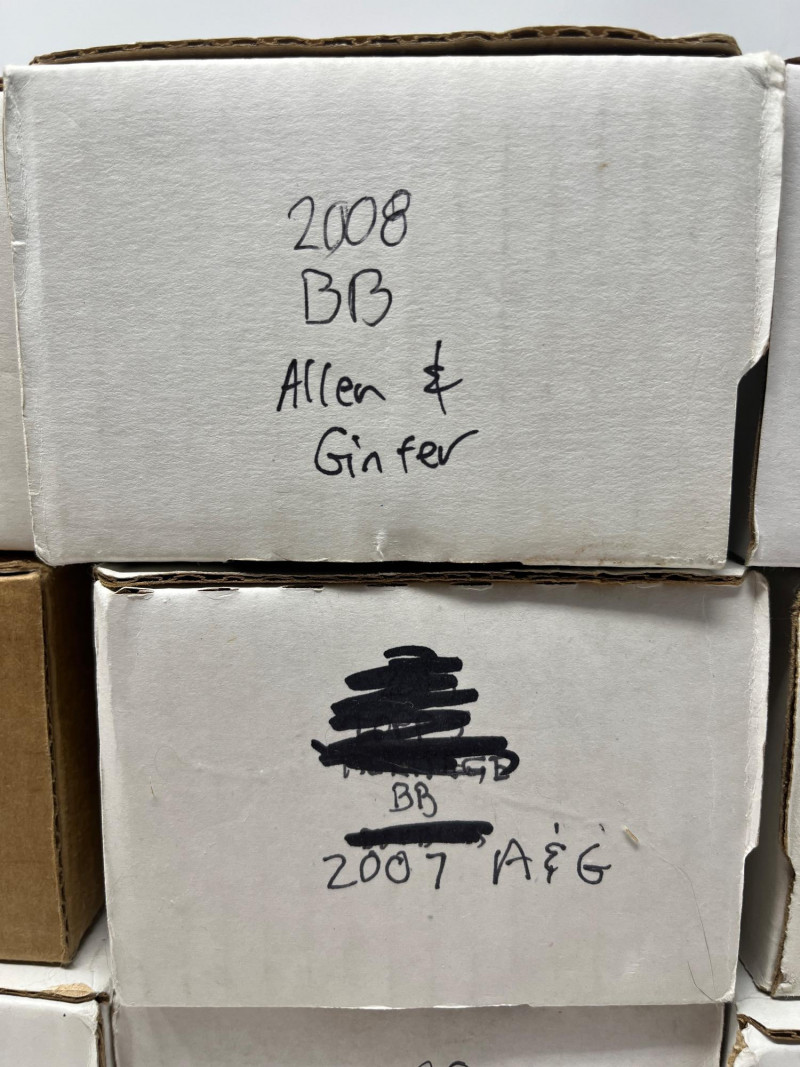 2008
BB
Allen &
Ginter
BB
2007 A&G